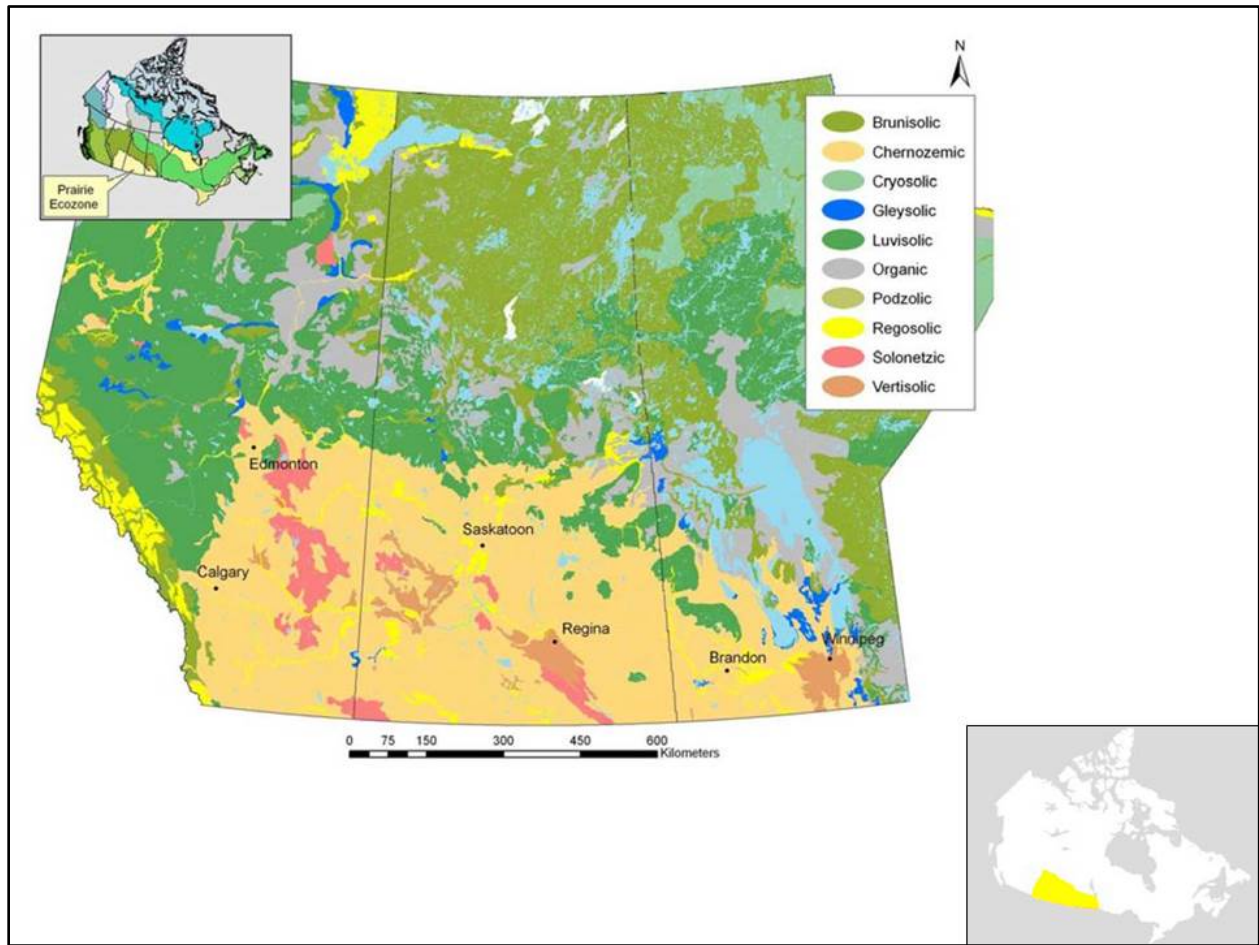 Prairie
Ecozone
N
Brunisolic
Chernozemic
Cryosolic
Gleysolic
Luvisolic
Organic
Podzolic
Regosolic
Solonetzic
Vertisolic
Edmonton
Saskatoon
Calgary
Regina
Winnipeg
Brandon
0 75 150 300 450 600
Kilometers